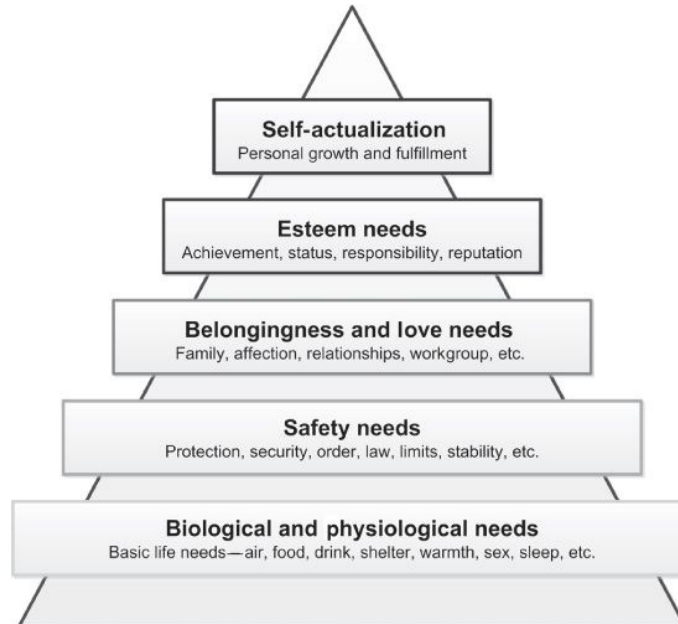 Self-actualization
Personal growth and fulfillment
Esteem needs
Achievement, status, responsibility, reputation
Belongingness and love needs
Family, affection, relationships, workgroup, etc.
Safety needs
Protection, security, order, law, limits, stability, etc.
Biological and physiological needs
Basic life needs—air, food, drink, shelter, warmth, sex, sleep, etc.